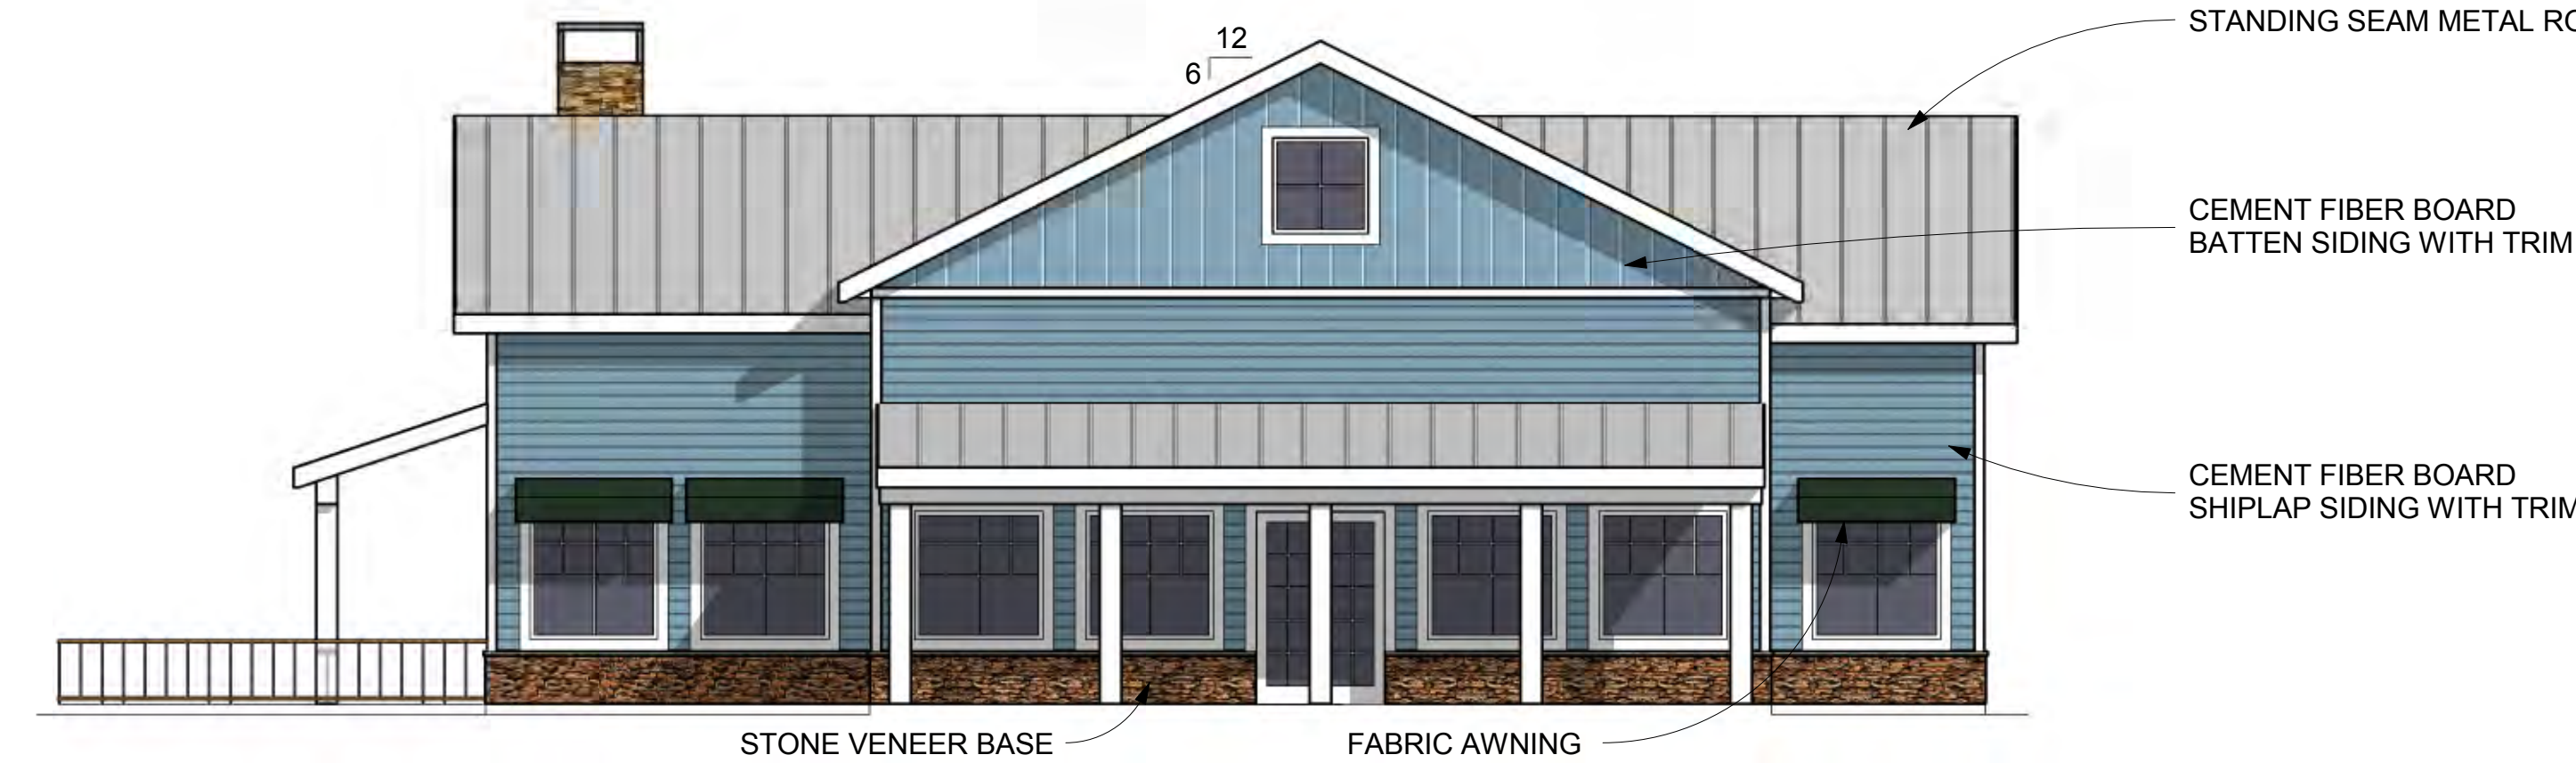 12
6
STANDING SEAM METAL
CEMENT FIBER BOARD
BATTEN SIDING WITH TRIM
CEMENT FIBER BOARD
SHIPLAP SIDING WITH TRIM
STONE VENEER BASE
FABRIC AWNING